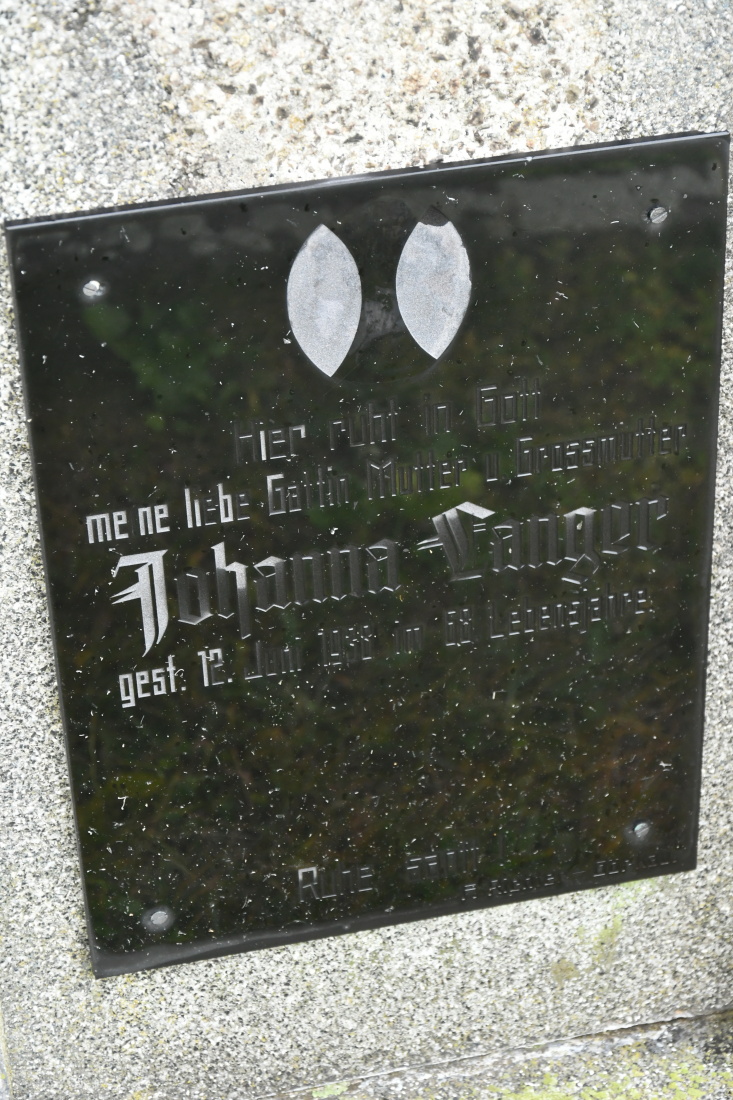 Hier ruht in Gott
meine liebe Gattin, Mutter u. Grossmutter
Johanna Langer
gest. 12. Juni 1938 im 68. Lebensjahre.
Ruhe sanft